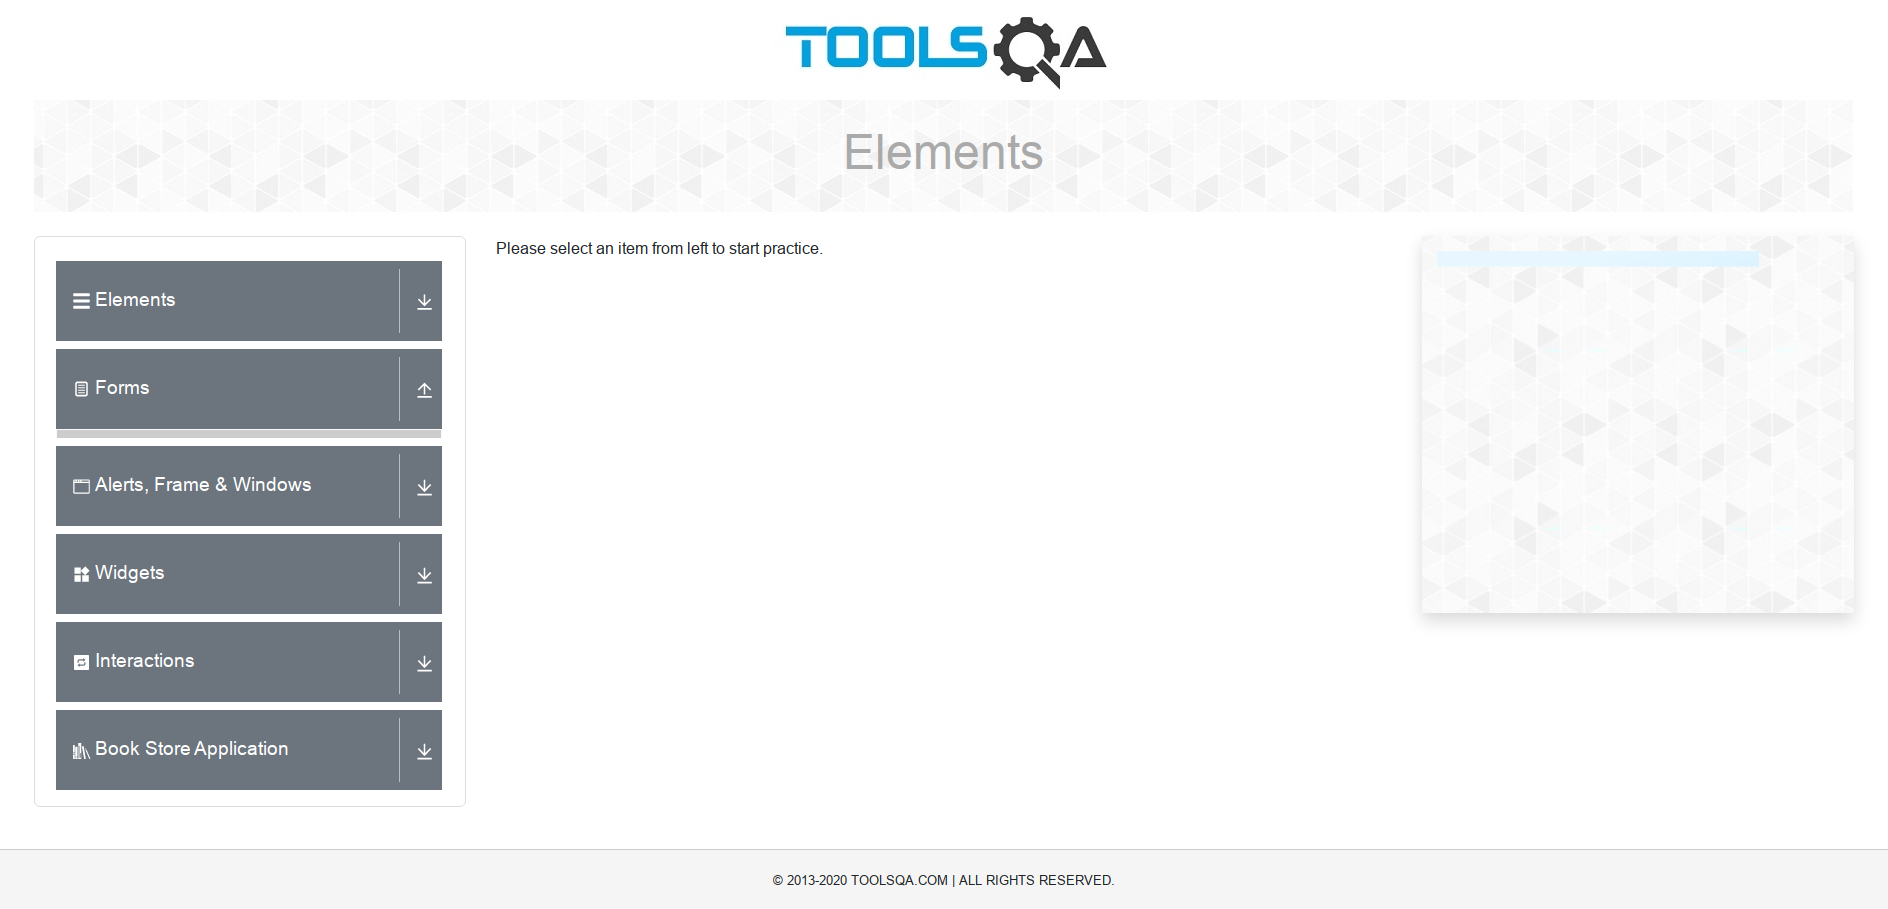 TOOLSQA
Elements
Elements
Forms
Alerts, Frame & Windows
Widgets
Interactions
Book Store Application
Please select an item from left to start practice.
© 2013-2020 TOOLSQA.COM | ALL RIGHTS RESERVED.